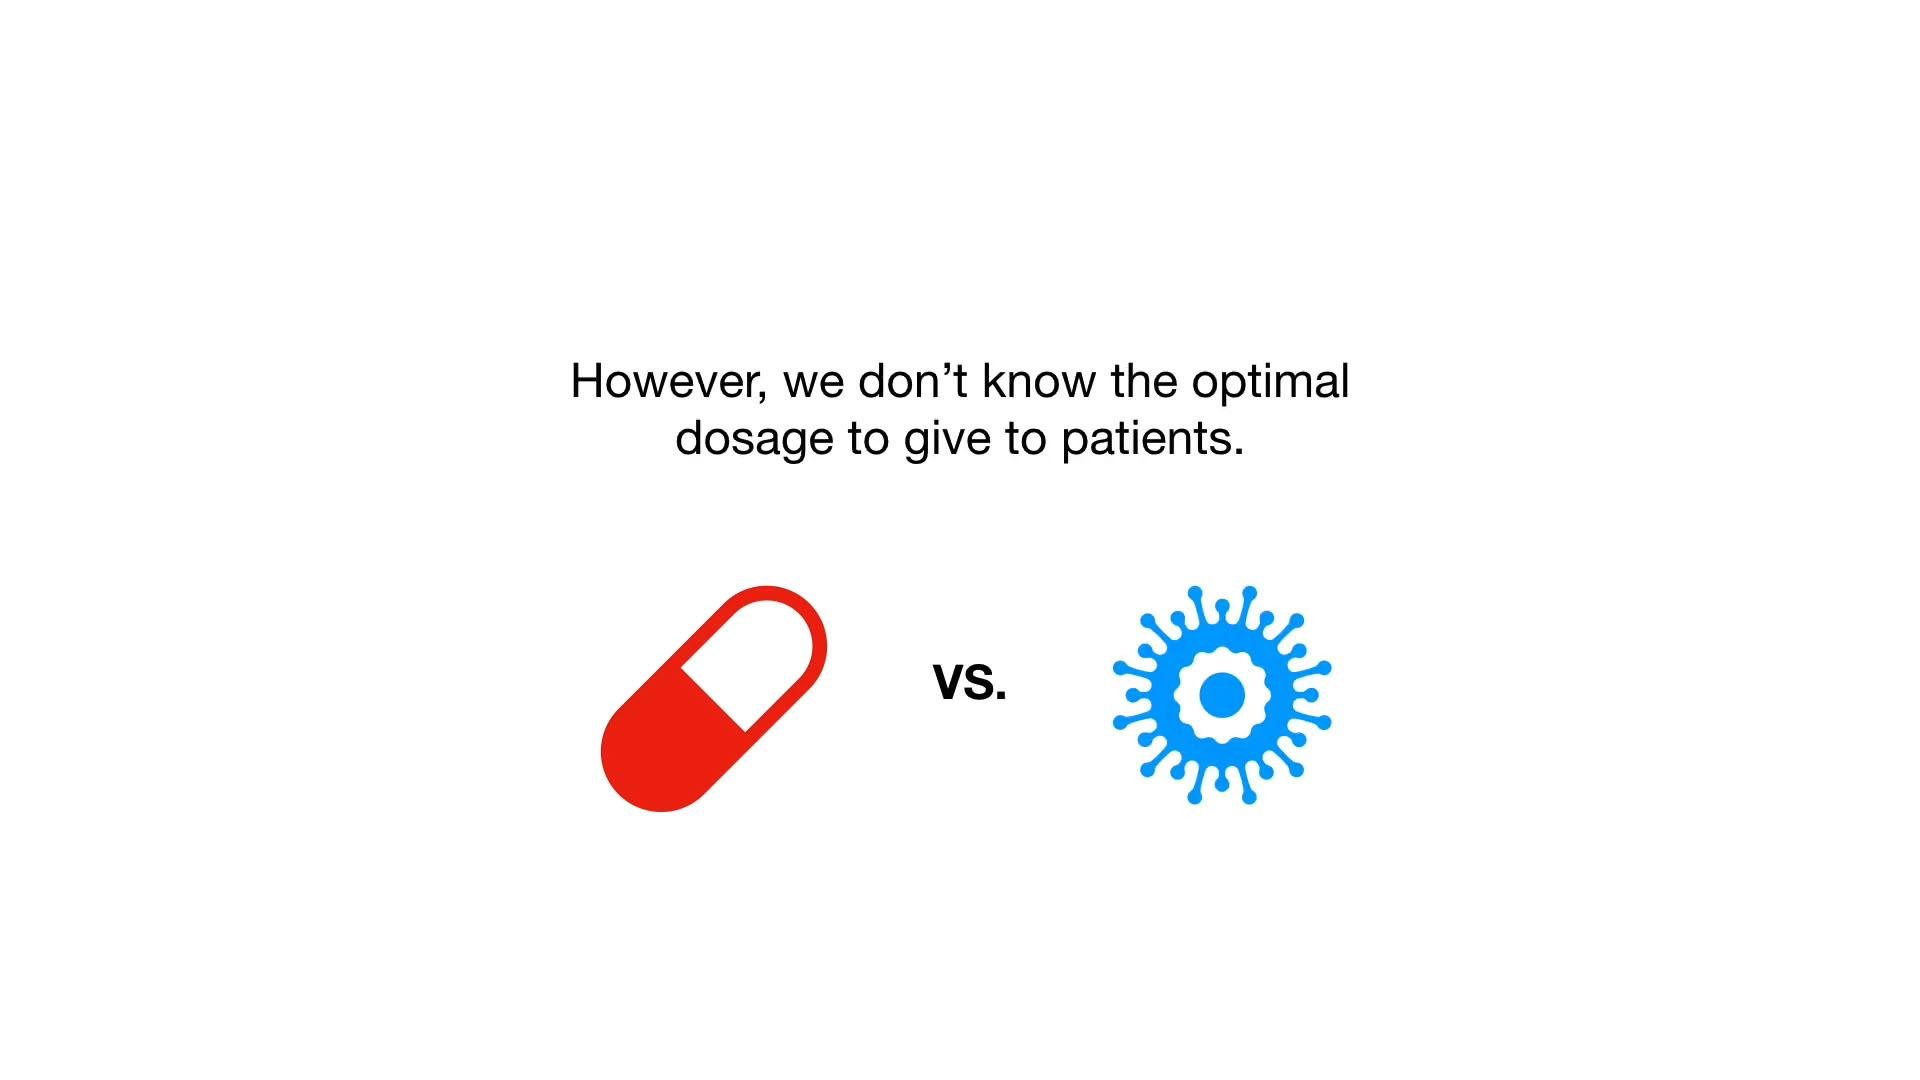 However, we don’t know the optimal
dosage to give to patients.
vs.